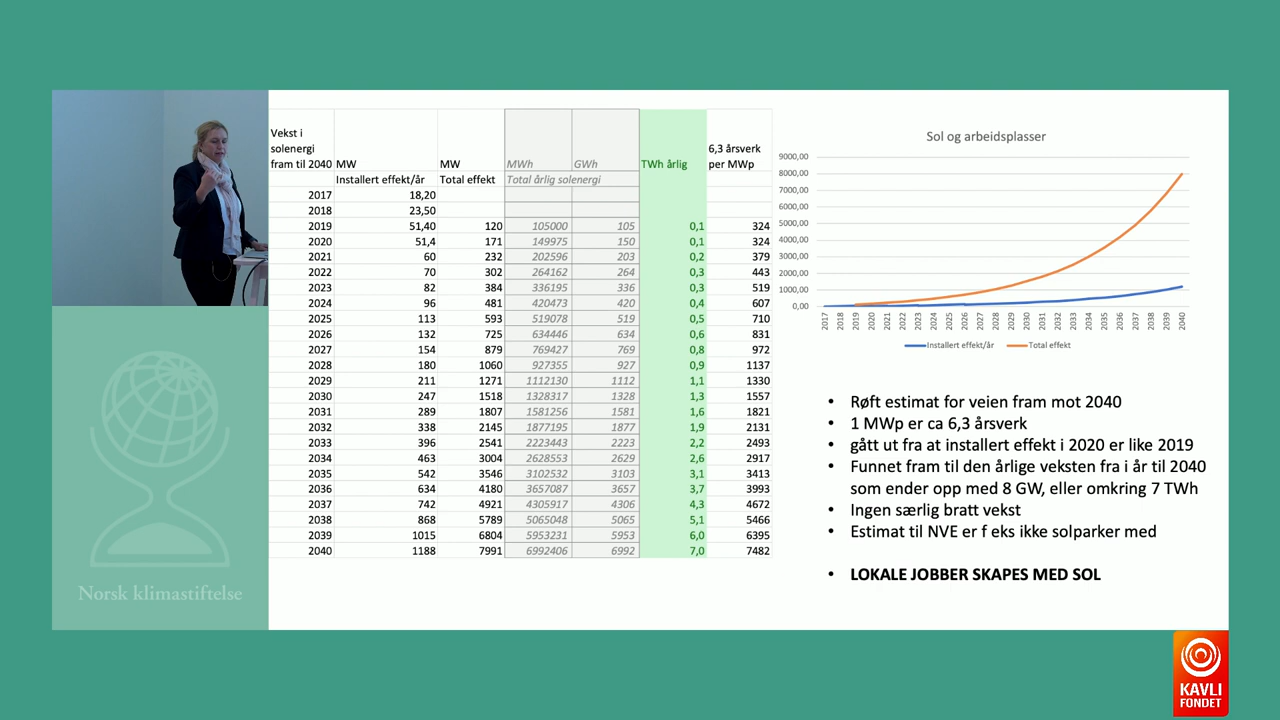 Vekst i
solenergi
fram til 2040 MW MW MWh GWh TWh årlig 6,3 årsverk per MWp
Installert effekt/år Total effekt Total årlig solenergi
2017 18,20
2018 23,50
2019 51,40 120 105000 105 0,1 324
2020 51,4 171 149975 150 0,1 324
2021 60 232 202596 203 0,2 379
2022 70 302 264162 264 0,3 443
2023 82 384 336195 336 0,3 519
2024 96 481 420473 420 0,4 607
2025 113 593 519078 519 0,5 710
2026 132 725 634446 634 0,6 831
2027 154 879 769427 769 0,8 972
2028 180 1060 927355 927 0,9 1137
2029 211 1271 1112130 1112 1,1 1330
2030 247 1518 1328317 1328 1,3 1557
2031 289 1807 1581256 1581 1,6 1821
2032 338 2145 1877195 1877 1,9 2131
2033 396 2541 2223443 2223 2,2 2493
2034 463 3004 2628553 2629 2,6 2917
2035 542 3546 3102532 3103 3,1 3413
2036 634 4180 3657087 3657 3,7 3993
2037 742 4921 4305917 4306 4,3 4672
2038 868 5789 5065048 5065 5,1 5466
2039 1015 6804 5953231 5953 6,0 6395
2040 1188 7991 6992406 6992 7,0 7482
Sol og arbeidsplasser
9000,00
8000,00
7000,00
6000,00
5000,00
4000,00
3000,00
2000,00
1000,00
0,00
2017 2018 2019 2020 2021 2022 2023 2024 2025 2026 2027 2028 2029 2030 2031 2032 2033 2034 2035 2036 2037 2038 2039 2040
Installert effekt/år Total effekt
• Røft estimat for veien fram mot 2040
• 1 MWp er ca 6,3 årsverk
• gått ut fra at installert effekt i 2020 er like 2019
• Funnet fram til den årlige veksten fra i år til 2040
som ender opp med 8 GW, eller omkring 7 TWh
• Ingen særlig bratt vekst
• Estimat til NVE er f eks ikke solparker med
• LOKALE JOBBER SKAPES MED SOL
Norsk klimastiftelse
KAVLI
FONDET